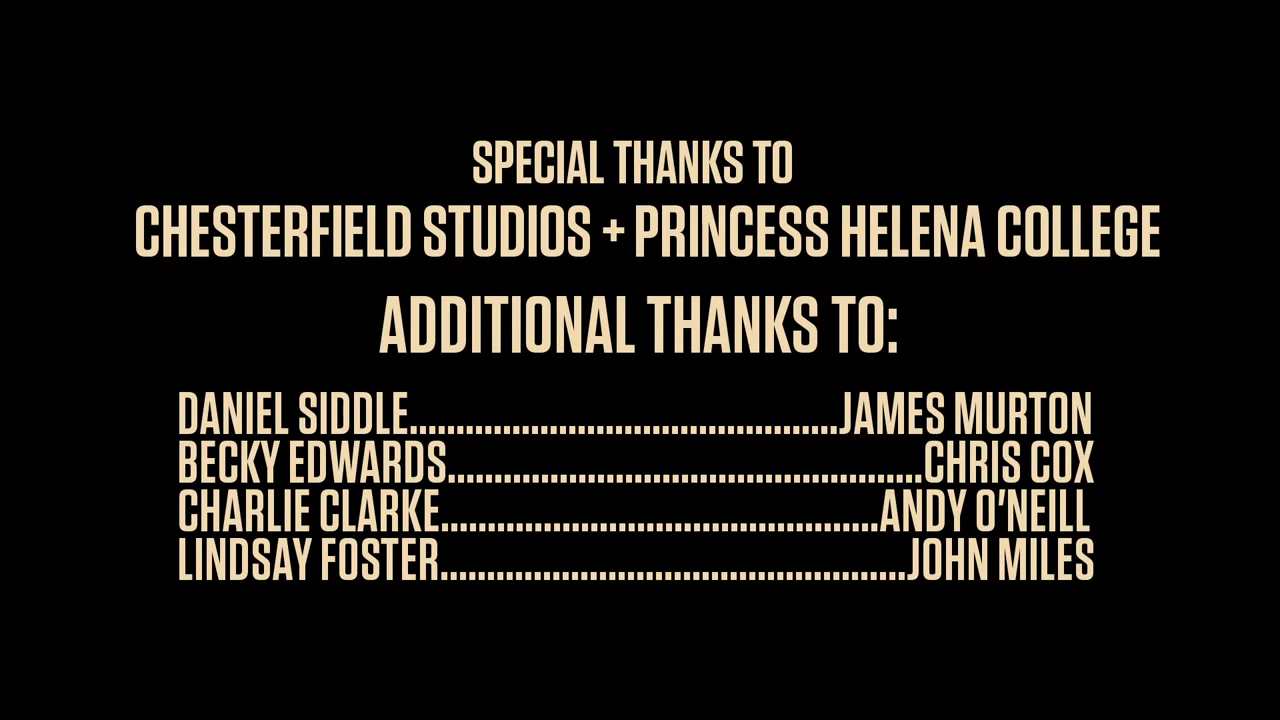 SPECIAL THANKS TO
CHESTERFIELD STUDIOS + PRINCESS HELENA COLLEGE
ADDITIONAL THANKS TO:
DANIEL SIDDLE..............................................JAMES MURTON
BECKY EDWARDS...................................................CHRIS COX
CHARLIE CLARKE...............................................ANDY O'NEILL
LINDSAY FOSTER..................................................JOHN MILES